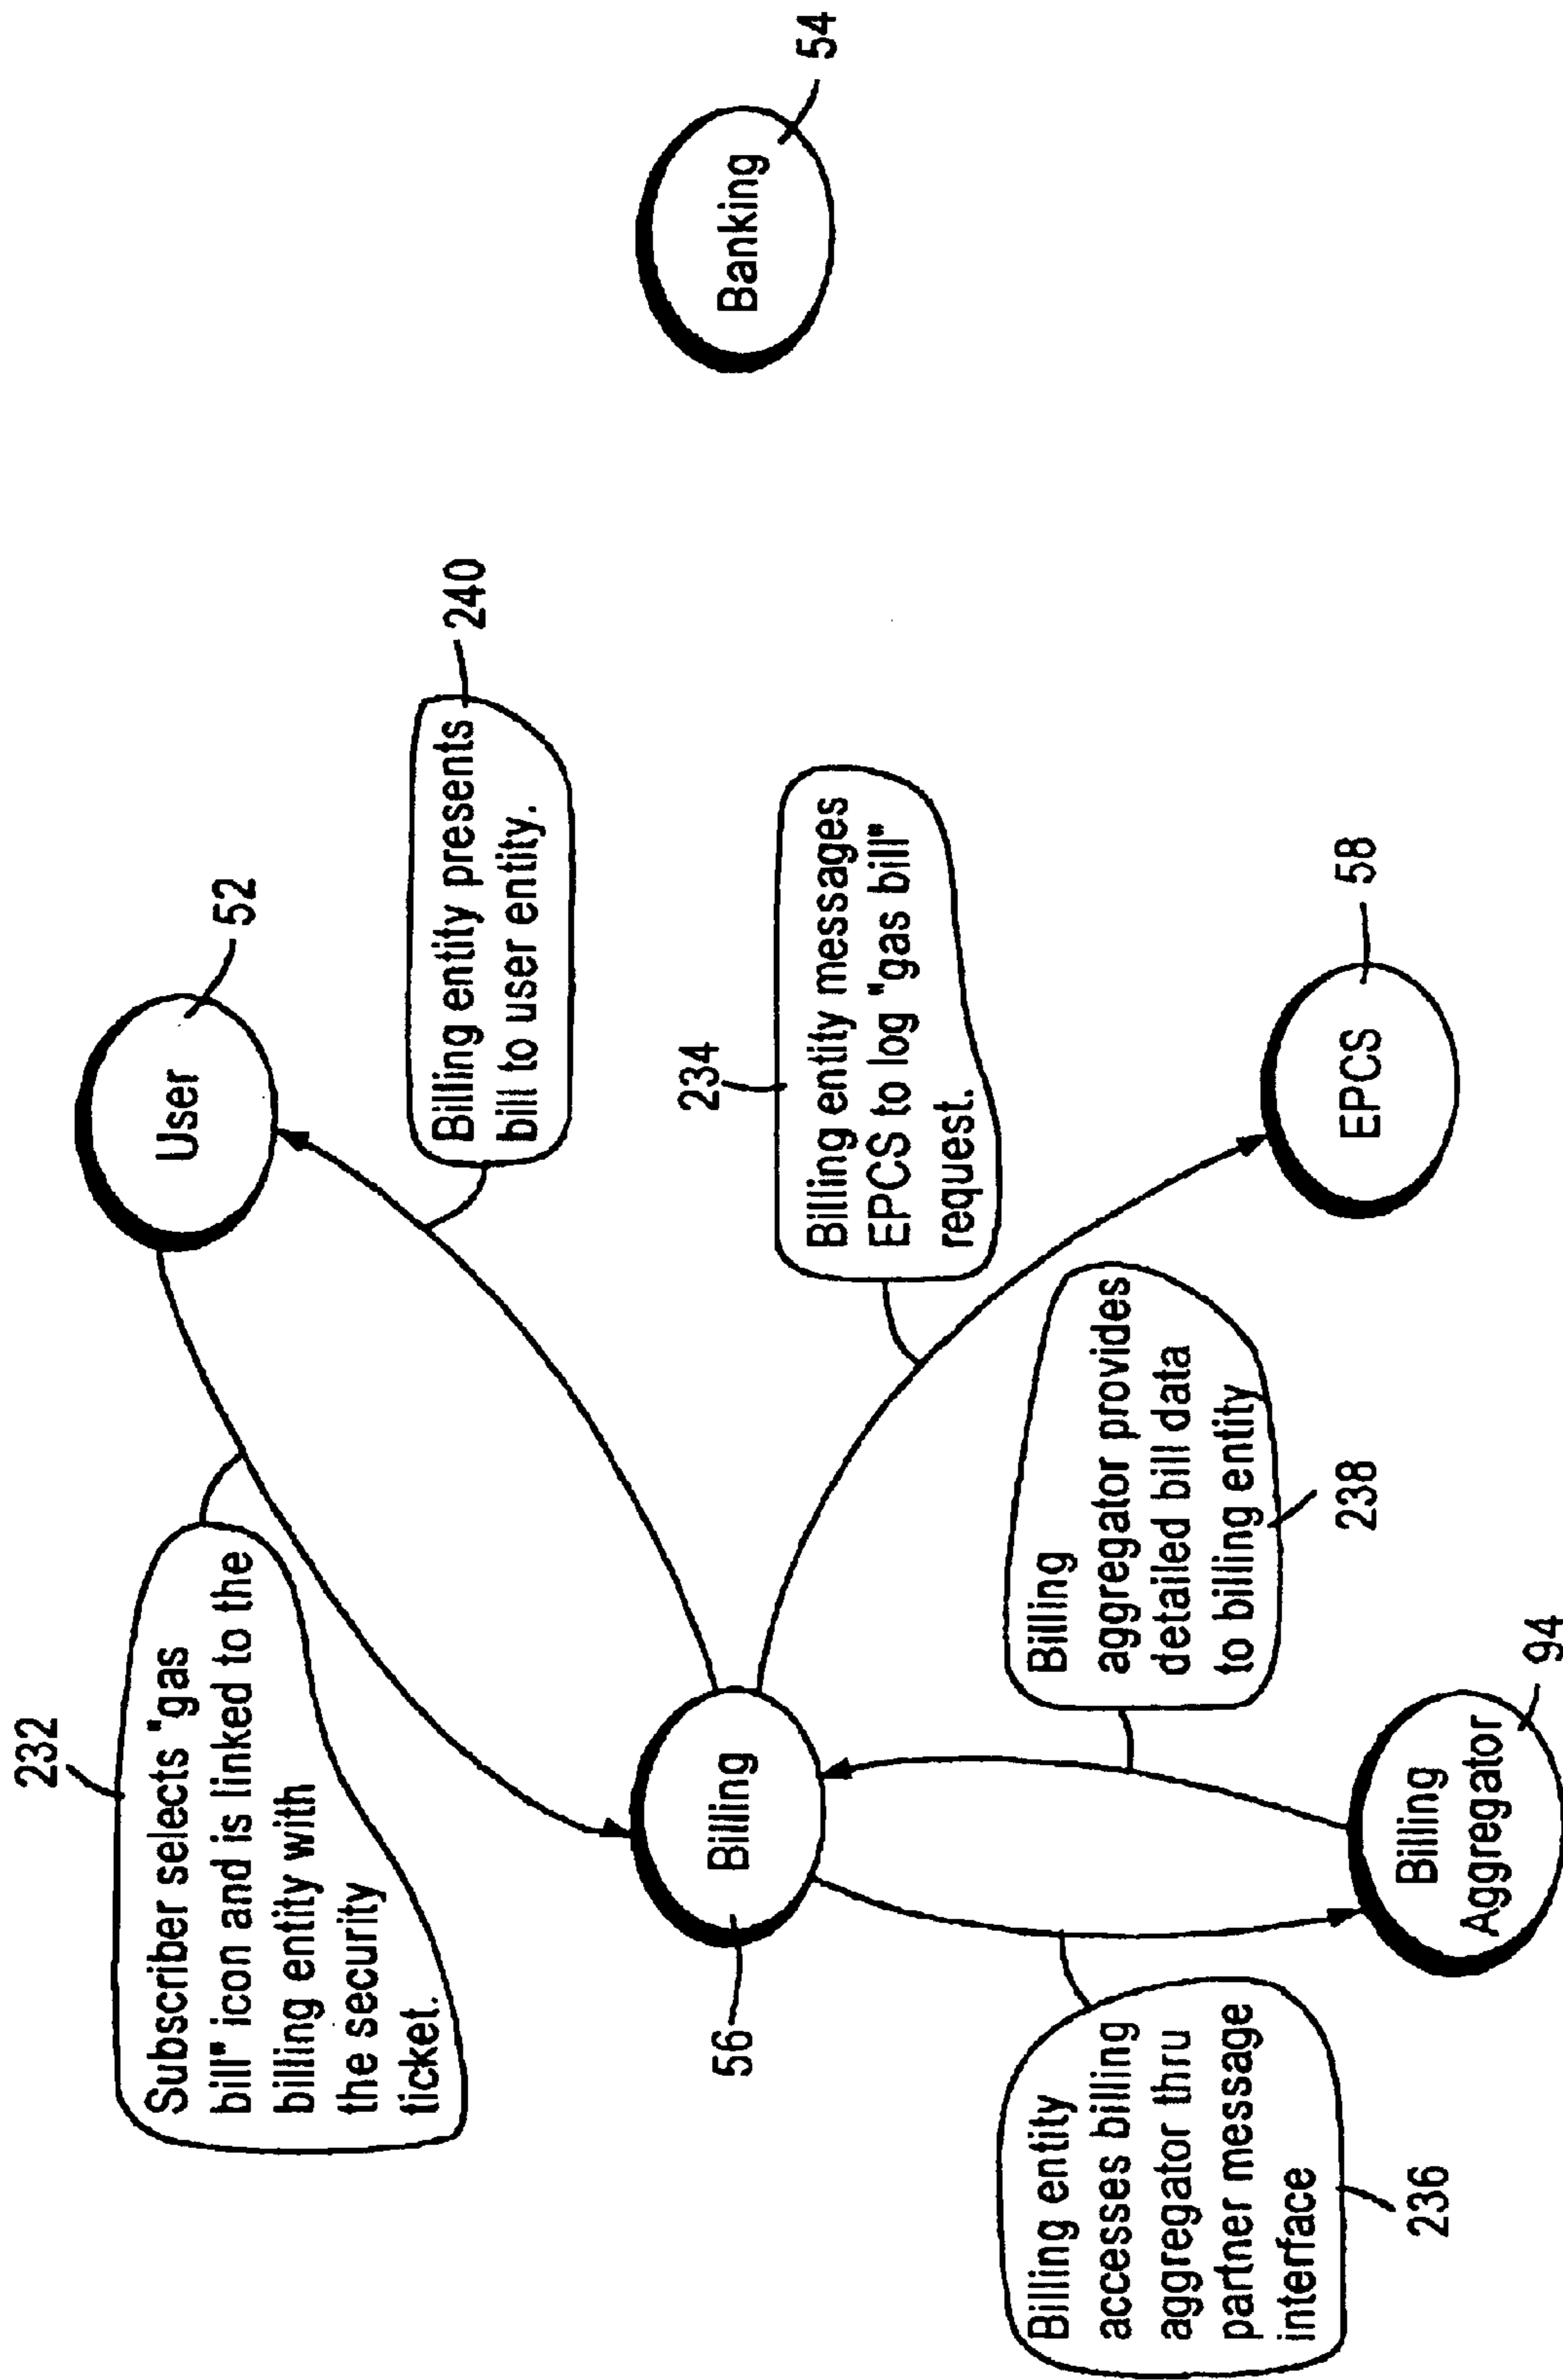 232
Subscriber selects "gas
bill" icon and is linked to the
billing entity with
the security
ticket.
User
52
Billing entity presents
bill to user entity.
240
56
Billing
234
Billing entity messages
EPCS to log "gas bill"
request.
Banking
54
Billing entity
accesses billing
aggregator thru
partner message
interface
236
Billing
aggregator provides
detailed bill data
to billing entity
238
Billing
Aggregator
94
EPCS
58